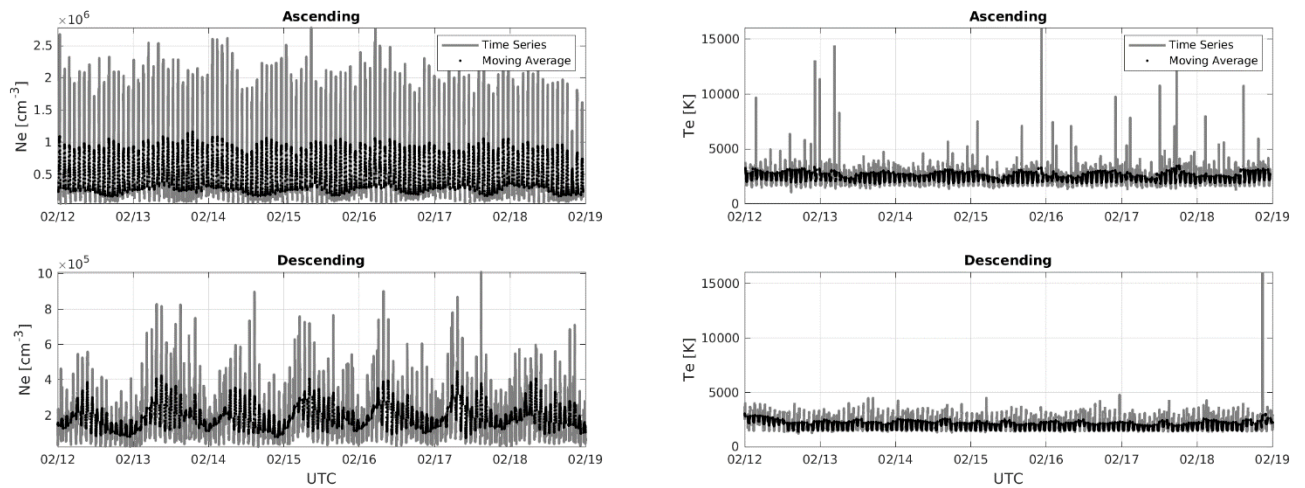 Ascending
×10⁶
Ne [cm⁻³]
2.5
2
1.5
1
0.5
Time Series
Moving Average
02/12 02/13 02/14 02/15 02/16 02/17 02/18 02/19
Ascending
Te [K]
15000
10000
5000
0
Time Series
Moving Average
02/12 02/13 02/14 02/15 02/16 02/17 02/18 02/19
Descending
×10⁵
Ne [cm⁻³]
10
8
6
4
2
02/12 02/13 02/14 02/15 02/16 02/17 02/18 02/19
UTC
Descending
Te [K]
15000
10000
5000
0
02/12 02/13 02/14 02/15 02/16 02/17 02/18 02/19
UTC